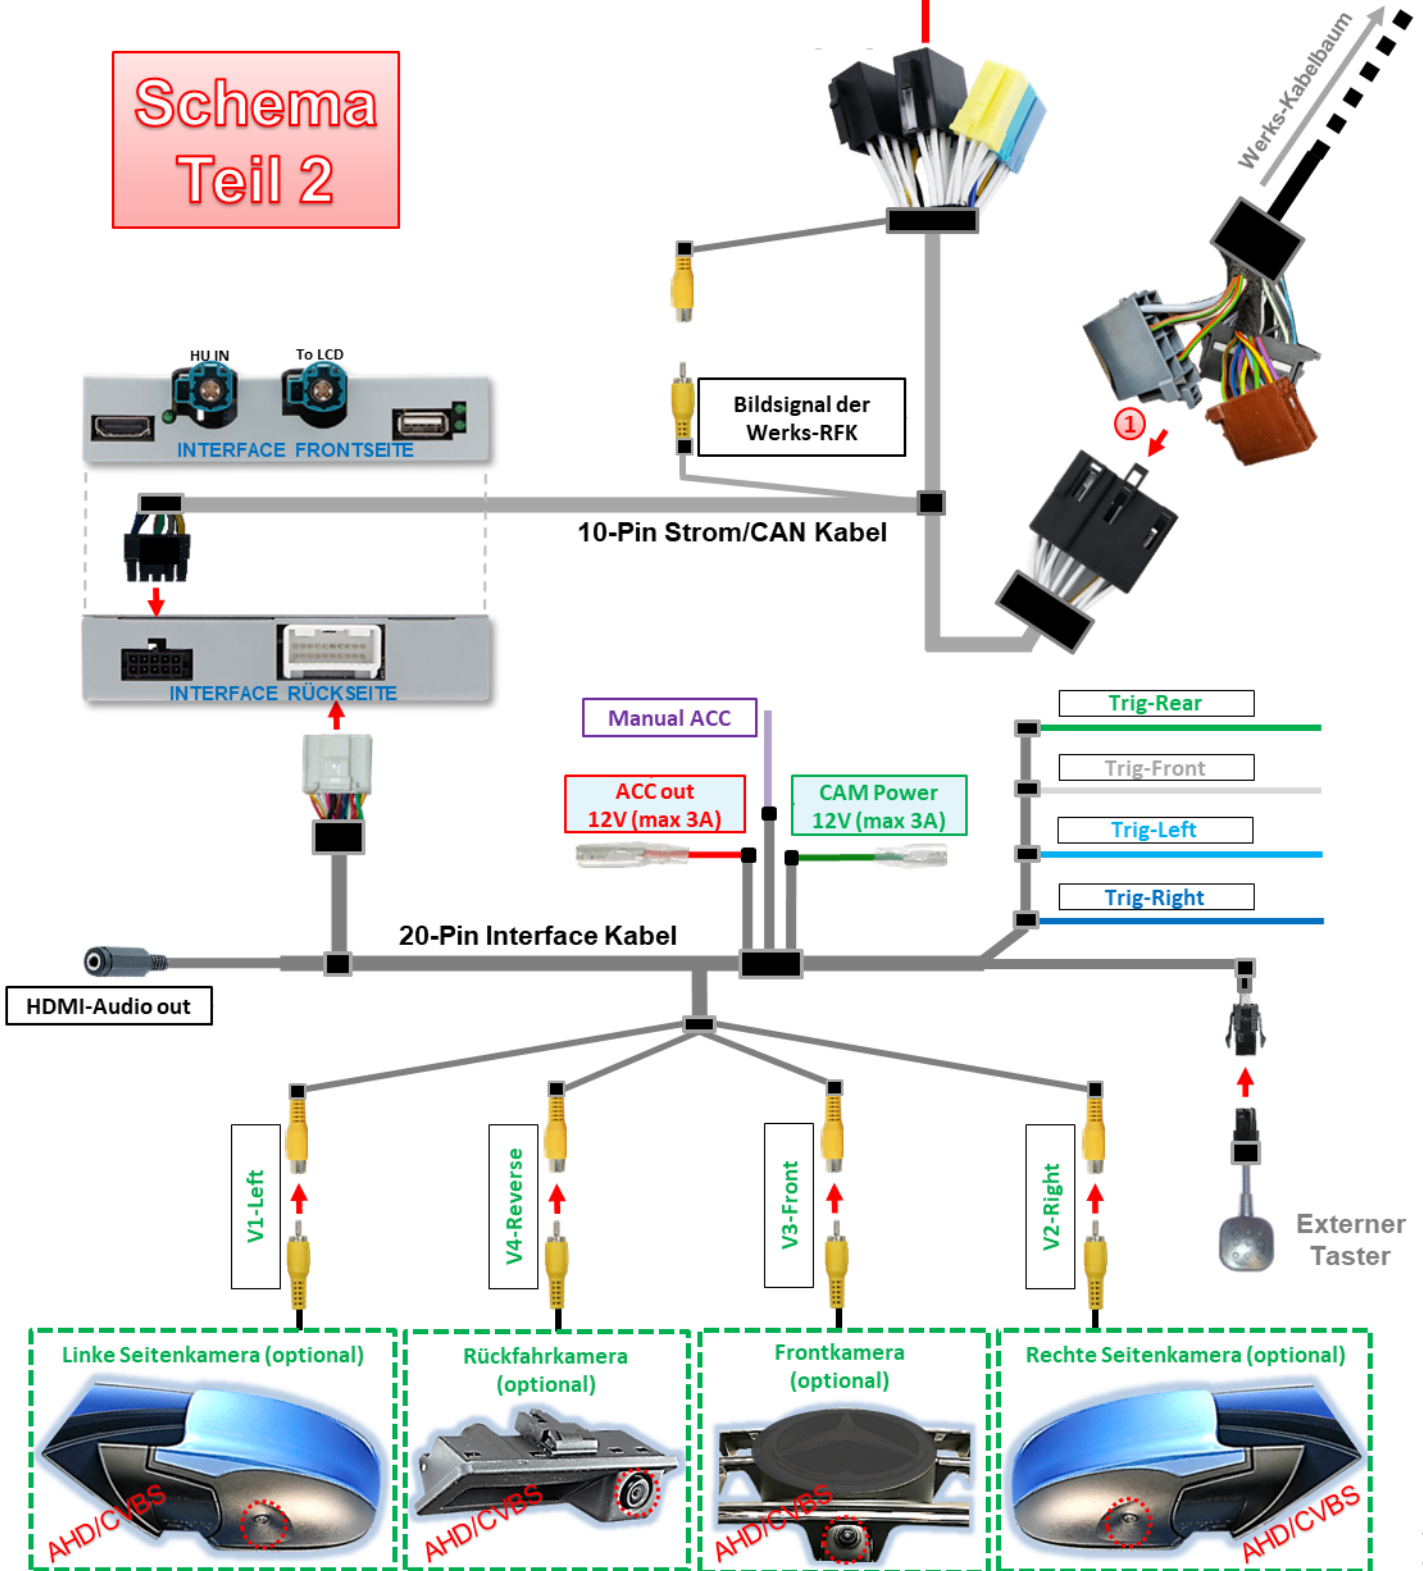 Schema
Teil 2
Werks-Kabelbaum
HU IN
To LCD
INTERFACE FRONTSEITE
Bildsignal der
Werks-RFK
1
10-Pin Strom/CAN Kabel
INTERFACE RÜCKSEITE
Manual ACC
ACC out
12V (max 3A)
CAM Power
12V (max 3A)
Trig-Rear
Trig-Front
Trig-Left
Trig-Right
20-Pin Interface Kabel
HDMI-Audio out
V1-Left
V4-Reverse
V3-Front
V2-Right
Externer
Taster
Linke Seitenkamera (optional)
AHD/CVBS
Rückfahrkamera
(optional)
AHD/CVBS
Frontkamera
(optional)
AHD/CVBS
Rechte Seitenkamera (optional)
AHD/CVBS